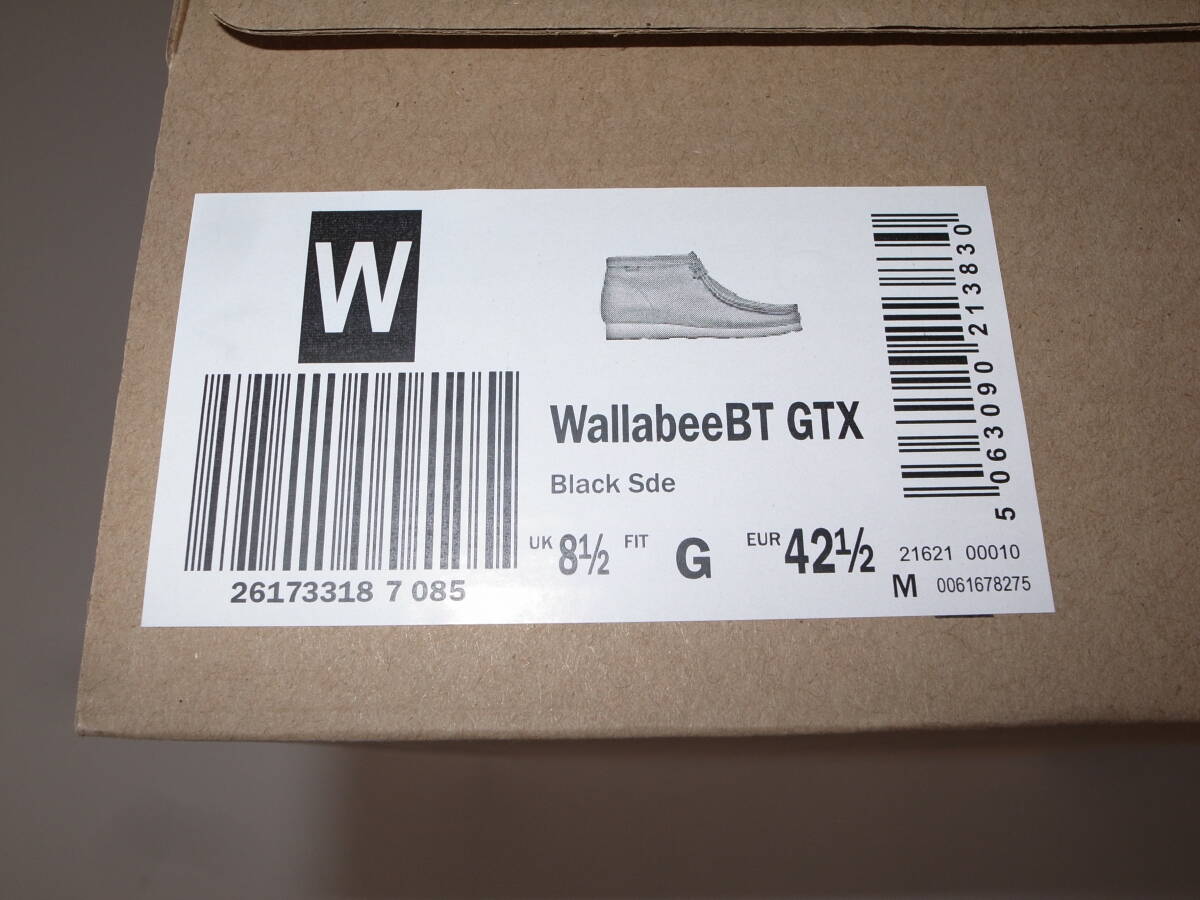 W
26173318 7 085
WallabeeBT GTX
Black Sde
UK 8½ FIT G EUR 42½
5 063090 213830
21621 00010
M 0061678275